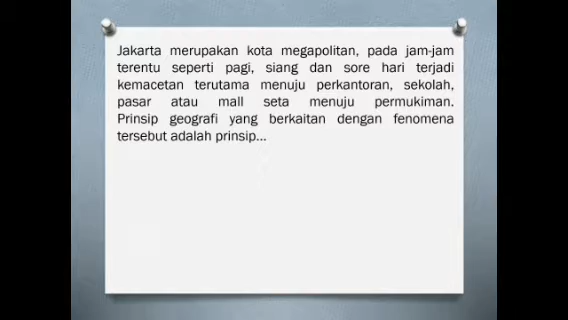 Jakarta merupakan kota megapolitan, pada jam-jam
terentu seperti pagi, siang dan sore hari terjadi
kemacetan terutama menuju perkantoran, sekolah,
pasar atau mall seta menuju permukiman.
Prinsip geografi yang berkaitan dengan fenomena
tersebut adalah prinsip...